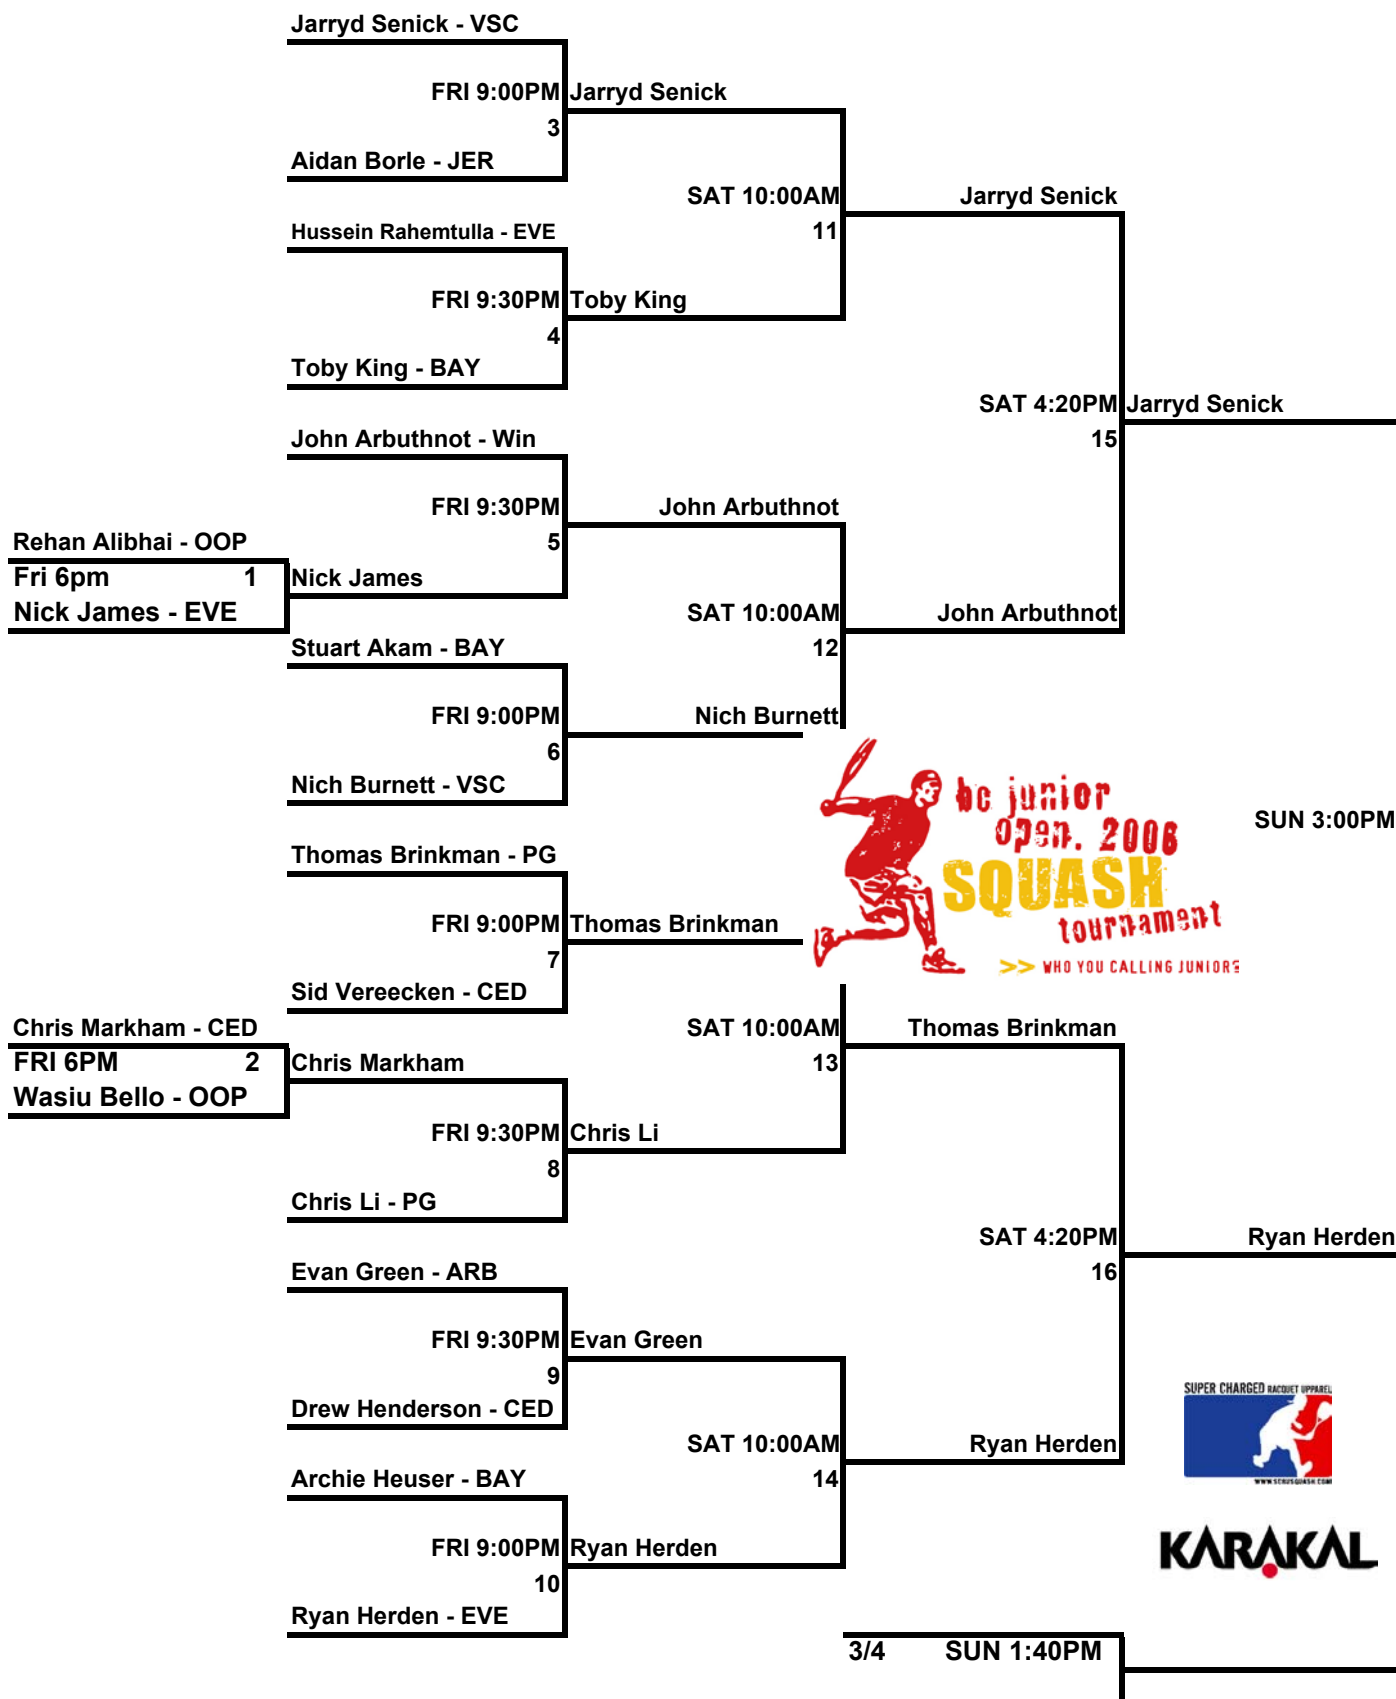 Jarryd Senick - VSC
FRI 9:00PM Jarryd Senick
3
Aidan Borle - JER
SAT 10:00AM Jarryd Senick
Hussein Rahemtulla - EVE 11
FRI 9:30PM Toby King
4
Toby King - BAY
SAT 4:20PM Jarryd Senick
John Arbuthnot - Win 15
FRI 9:30PM John Arbuthnot
Rehan Alibhai - OOP 5
Fri 6pm 1 Nick James
Nick James - EVE SAT 10:00AM John Arbuthnot
Stuart Akam - BAY 12
FRI 9:00PM Nich Burnett
6
Nich Burnett - VSC
bc junior
open. 2006
SQUASH
tournament
>> WHO YOU CALLING JUNIOR?
SUN 3:00PM
Thomas Brinkman - PG
FRI 9:00PM Thomas Brinkman
7
Sid Vereecken - CED
Chris Markham - CED SAT 10:00AM Thomas Brinkman
FRI 6PM 2 Chris Markham 13
Wasiu Bello - OOP
FRI 9:30PM Chris Li
8
Chris Li - PG
SAT 4:20PM Ryan Herden
Evan Green - ARB 16
FRI 9:30PM Evan Green
9
Drew Henderson - CED
SAT 10:00AM Ryan Herden
Archie Heuser - BAY 14
FRI 9:00PM Ryan Herden
10
Ryan Herden - EVE
SUPER CHARGED RACQUET UPPAREL
WWW.SCRUSQUASH.COM
KARAKAL
3/4 SUN 1:40PM